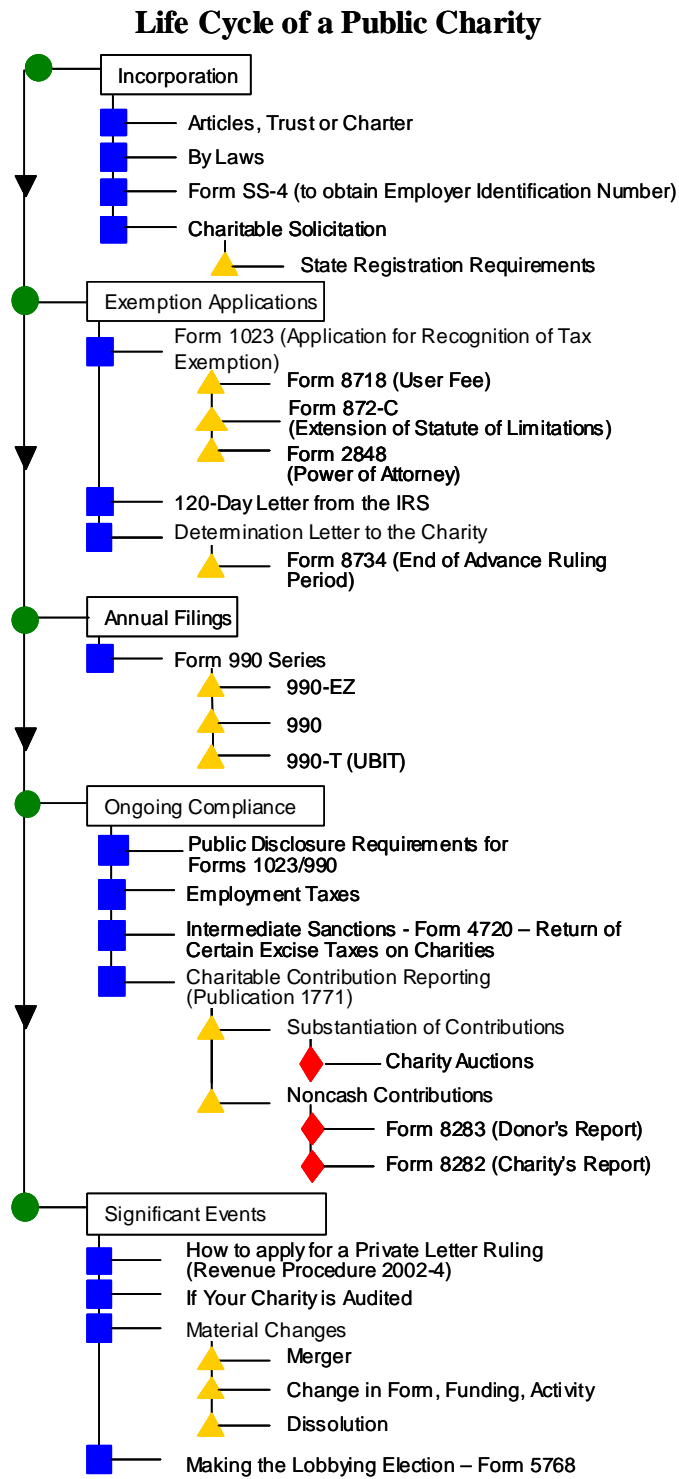 Life Cycle of a Public Charity
Incorporation
Articles, Trust or Charter
By Laws
Form SS-4 (to obtain Employer Identification Number)
Charitable Solicitation
State Registration Requirements
Exemption Applications
Form 1023 (Application for Recognition of Tax
Exemption)
Form 8718 (User Fee)
Form 872-C
(Extension of Statute of Limitations)
Form 2848
(Power of Attorney)
120-Day Letter from the IRS
Determination Letter to the Charity
Form 8734 (End of Advance Ruling
Period)
Annual Filings
Form 990 Series
990-EZ
990
990-T (UBIT)
Ongoing Compliance
Public Disclosure Requirements for
Forms 1023/990
Employment Taxes
Intermediate Sanctions - Form 4720 – Return of
Certain Excise Taxes on Charities
Charitable Contribution Reporting
(Publication 1771)
Substantiation of Contributions
Charity Auctions
Noncash Contributions
Form 8283 (Donor's Report)
Form 8282 (Charity's Report)
Significant Events
How to apply for a Private Letter Ruling
(Revenue Procedure 2002-4)
If Your Charity is Audited
Material Changes
Merger
Change in Form, Funding, Activity
Dissolution
Making the Lobbying Election – Form 5768